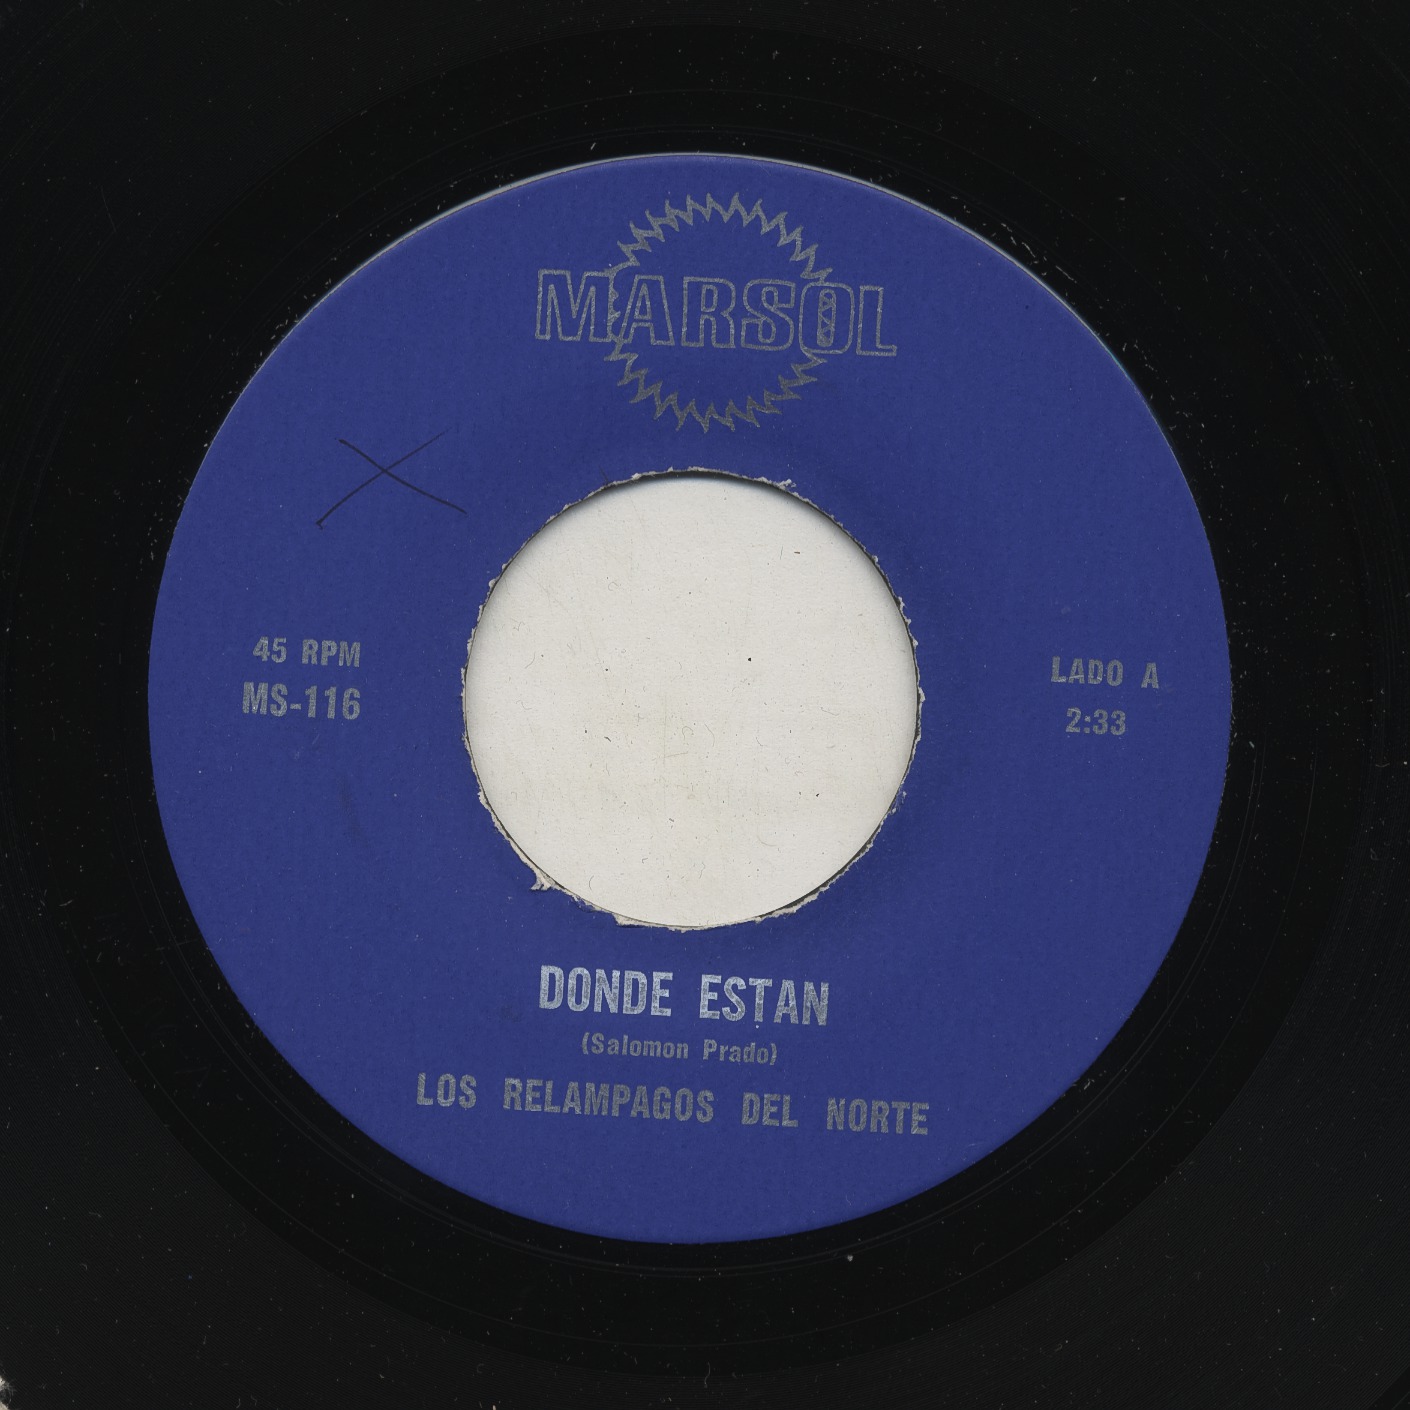 MARSOL
45 RPM
MS-116
LADO A
2:33
DONDE ESTAN
(Salomon Prado)
LOS RELAMPAGOS DEL NORTE